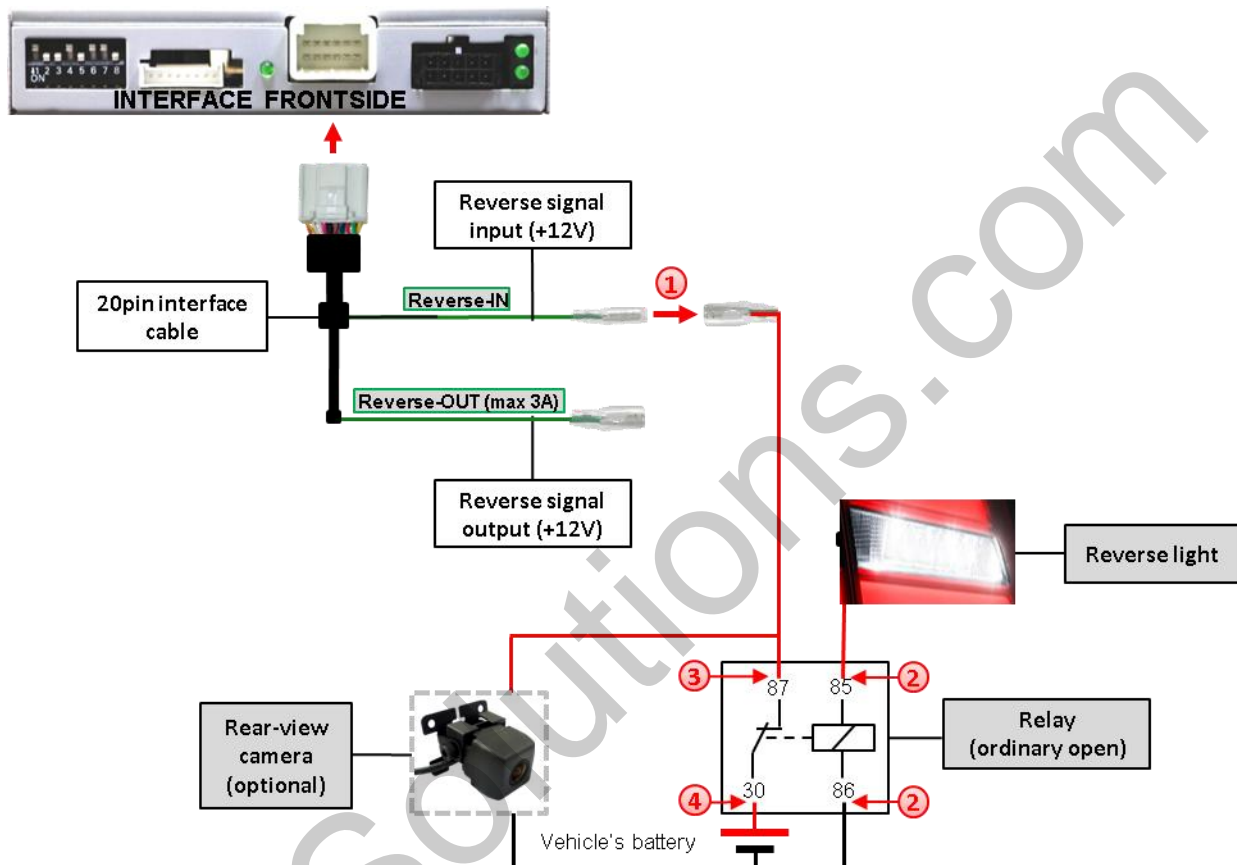 1 2 3 4 5 6 7 8
ON
INTERFACE FRONTSIDE
Reverse signal
input (+12V)
20pin interface
cable
Reverse-IN
1
Reverse-OUT (max 3A)
Reverse signal
output (+12V)
Reverse light
3
87
85
2
Rear-view
camera
(optional)
Relay
(ordinary open)
4
30
86
2
Vehicle's battery
Solutions.com